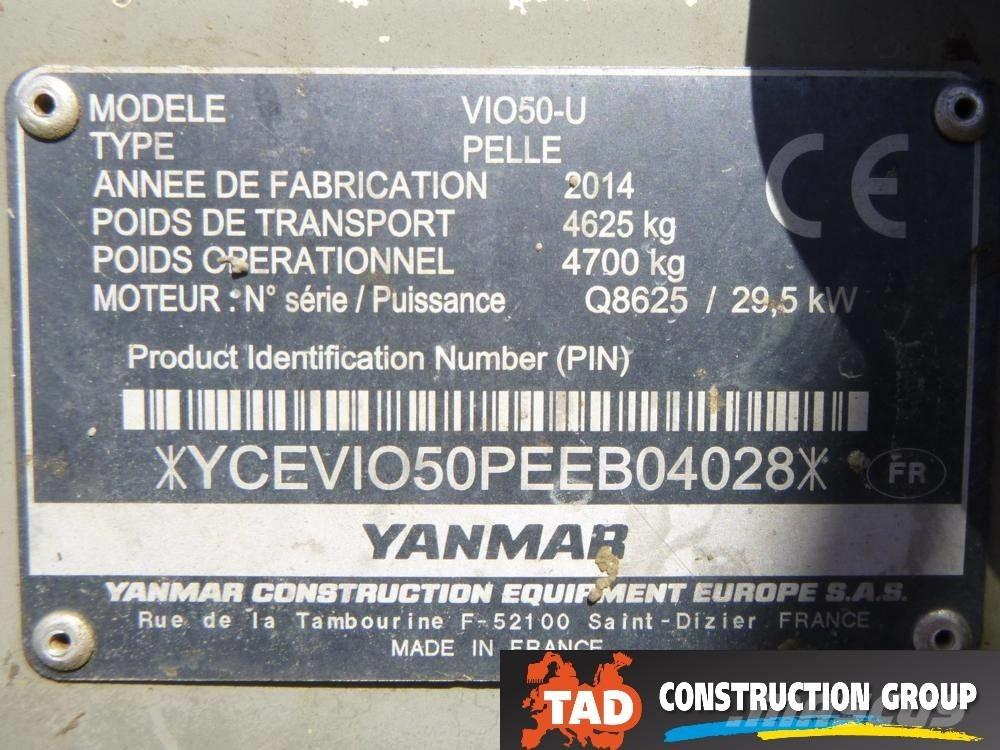 MODELE VIO50-U
TYPE PELLE
ANNEE DE FABRICATION 2014
POIDS DE TRANSPORT 4625 kg
POIDS OPERATIONNEL 4700 kg
MOTEUR : N° série / Puissance Q8625 / 29,5 kW
CE
Product Identification Number (PIN)
*YCEVIO50PEEB04028*
FR
YANMAR
YANMAR CONSTRUCTION EQUIPMENT EUROPE S.A.S.
Rue de la Tambourine F-52100 Saint-Dizier FRANCE
MADE IN FRANCE
TAD CONSTRUCTION GROUP
mascus